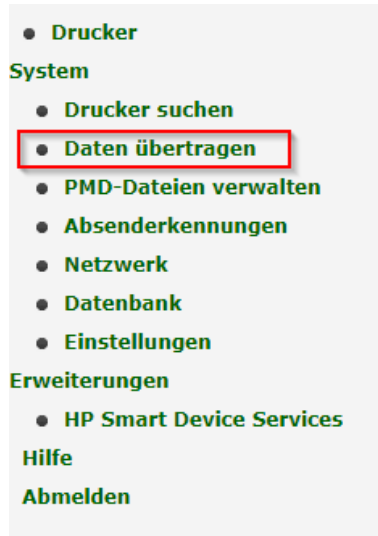 Drucker
System
Drucker suchen
Daten übertragen
PMD-Dateien verwalten
Absenderkennungen
Netzwerk
Datenbank
Einstellungen
Erweiterungen
HP Smart Device Services
Hilfe
Abmelden